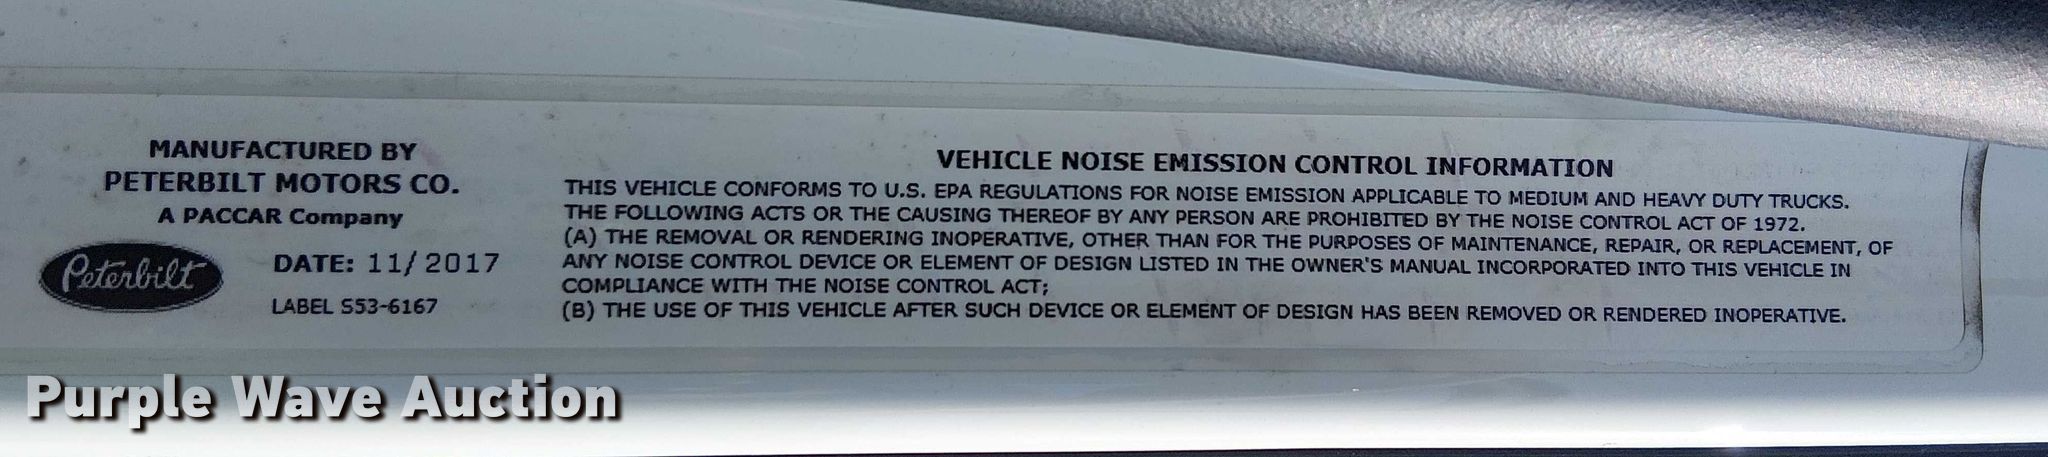 MANUFACTURED BY
PETERBILT MOTORS CO.
A PACCAR Company
Peterbilt
DATE: 11/2017
LABEL S53-6167
VEHICLE NOISE EMISSION CONTROL INFORMATION
THIS VEHICLE CONFORMS TO U.S. EPA REGULATIONS FOR NOISE EMISSION APPLICABLE TO MEDIUM AND HEAVY DUTY TRUCKS.
THE FOLLOWING ACTS OR THE CAUSING THEREOF BY ANY PERSON ARE PROHIBITED BY THE NOISE CONTROL ACT OF 1972.
(A) THE REMOVAL OR RENDERING INOPERATIVE, OTHER THAN FOR THE PURPOSES OF MAINTENANCE, REPAIR, OR REPLACEMENT, OF
ANY NOISE CONTROL DEVICE OR ELEMENT OF DESIGN LISTED IN THE OWNER'S MANUAL INCORPORATED INTO THIS VEHICLE IN
COMPLIANCE WITH THE NOISE CONTROL ACT;
(B) THE USE OF THIS VEHICLE AFTER SUCH DEVICE OR ELEMENT OF DESIGN HAS BEEN REMOVED OR RENDERED INOPERATIVE.
Purple Wave Auction